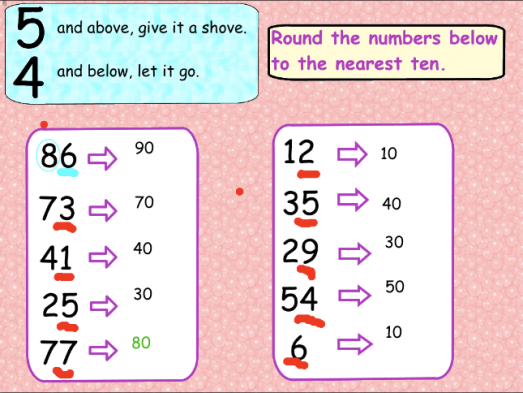 5 and above, give it a shove.
4 and below, let it go.
Round the numbers below
to the nearest ten.
86 90
73 70
41 40
25 30
77 80
12 10
35 40
29 30
54 50
6 10